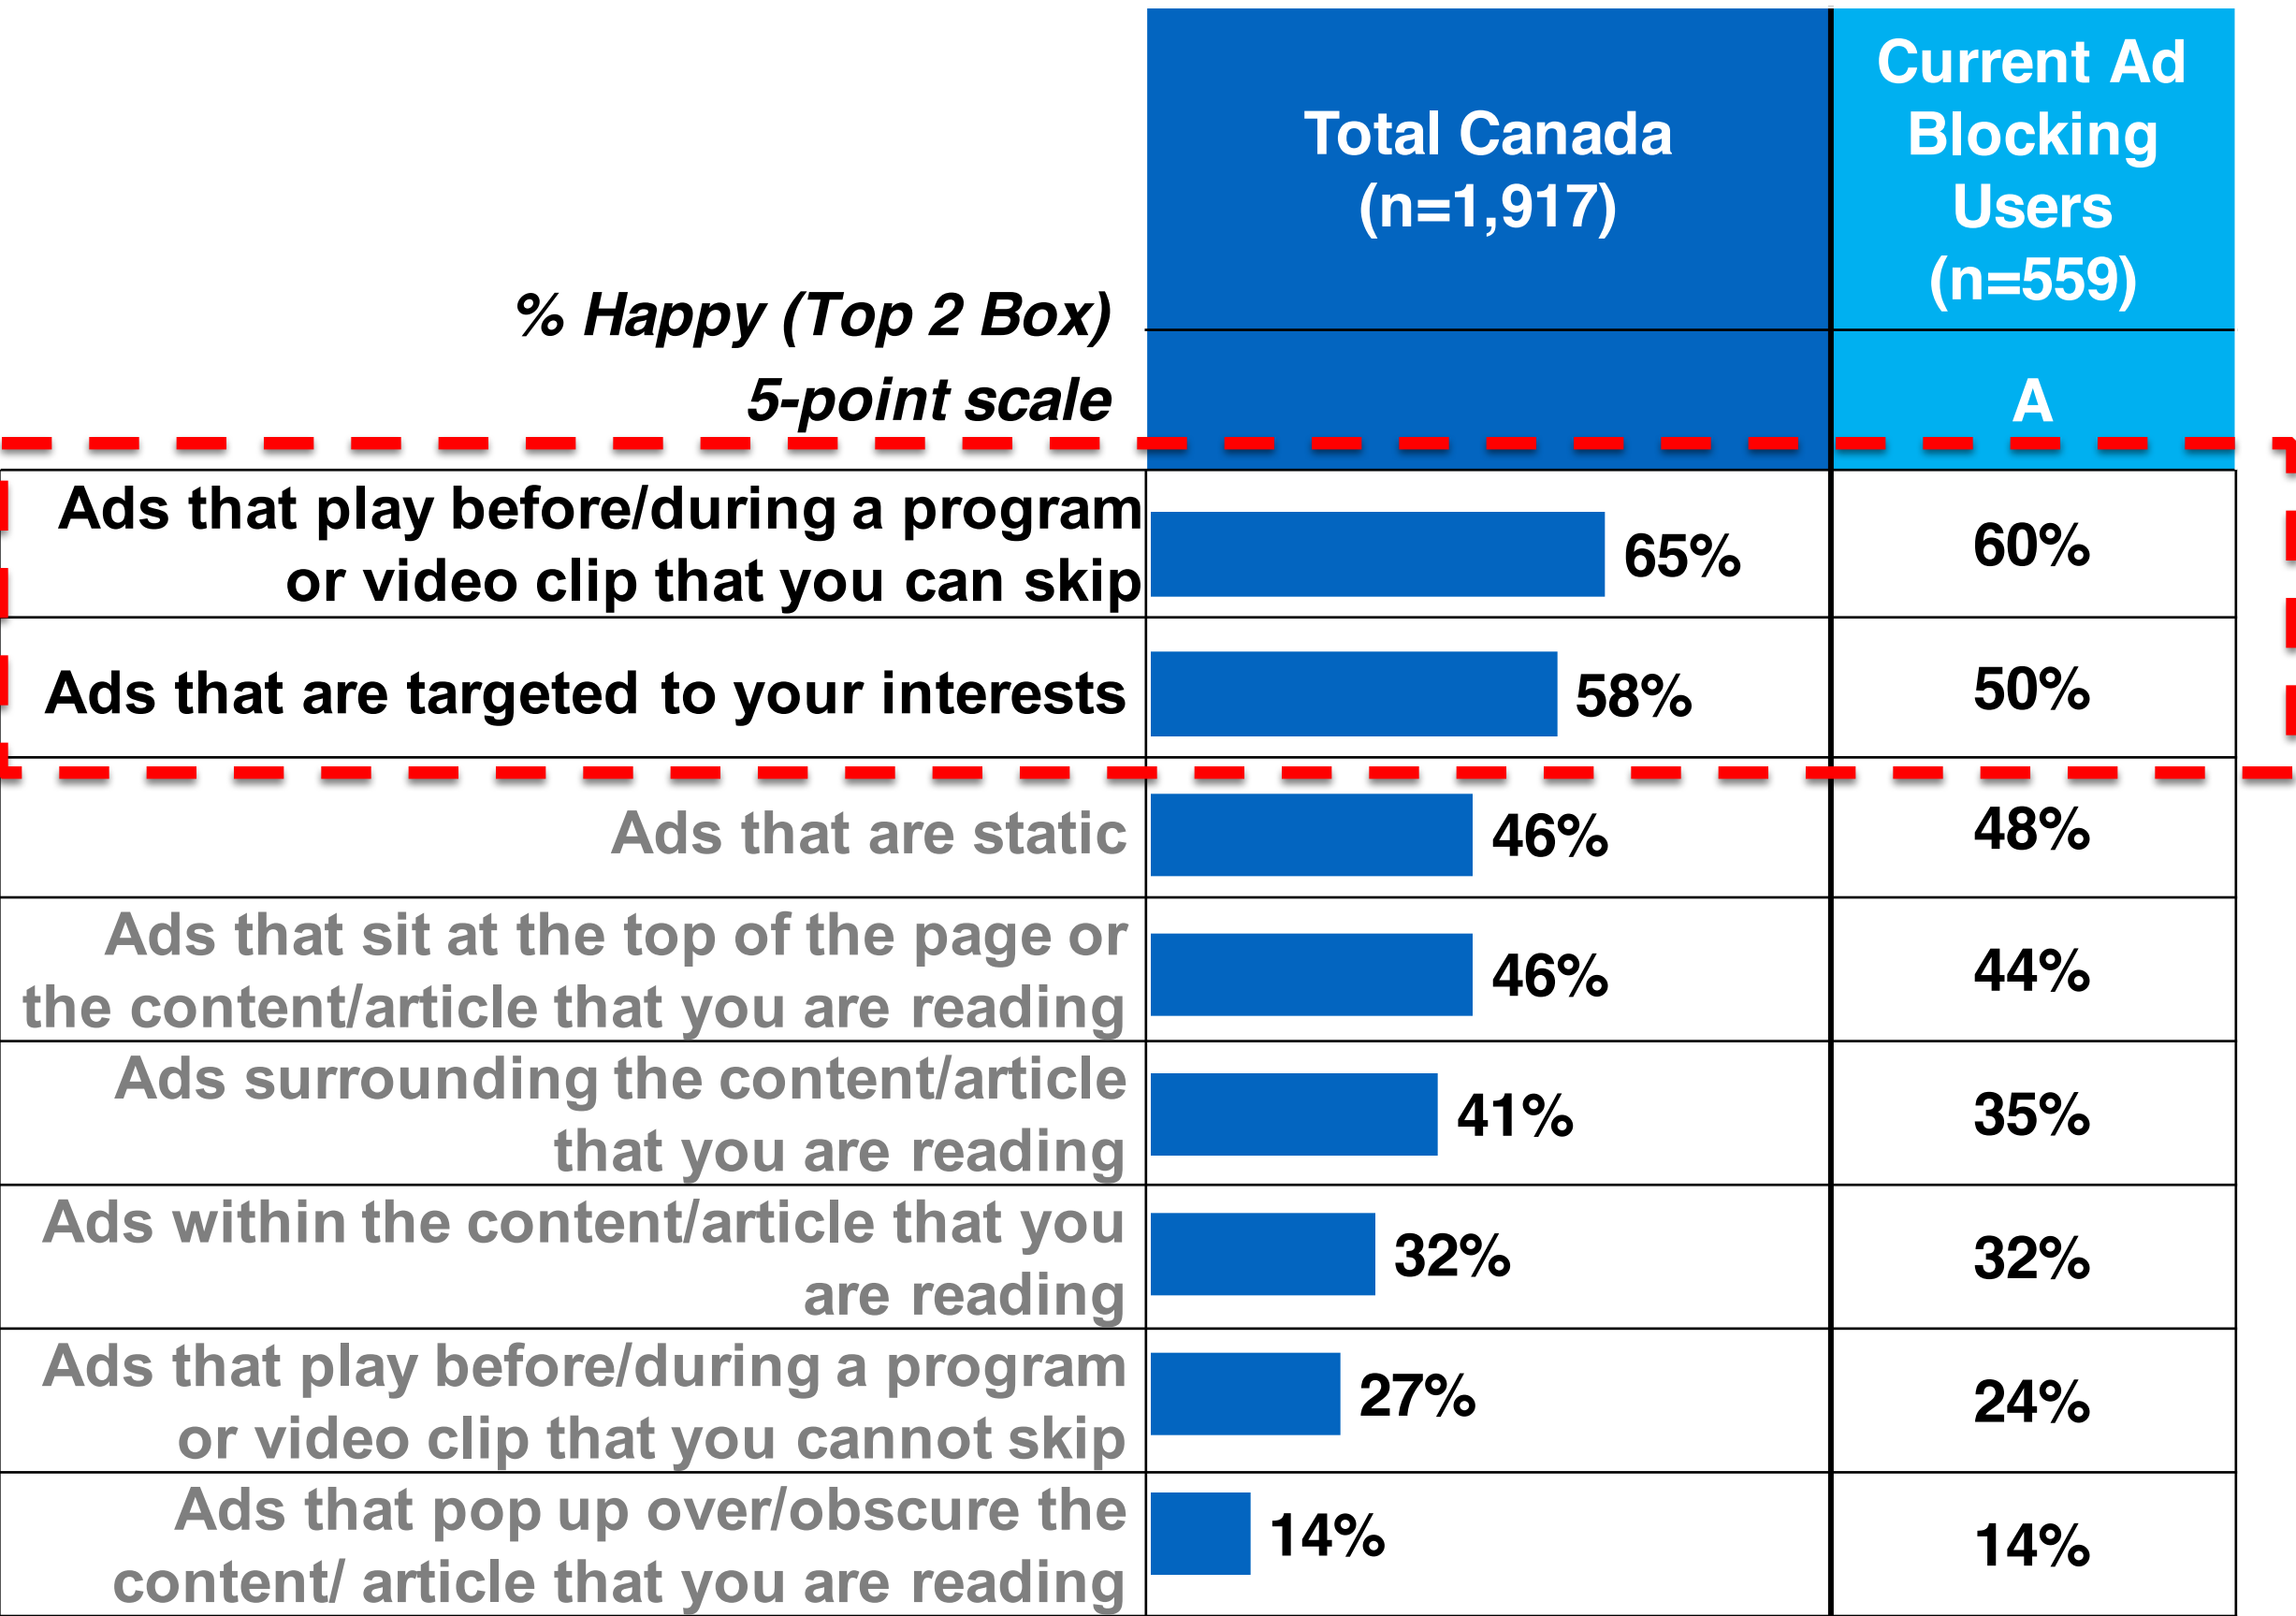 Total Canada
(n=1,917)
Current Ad
Blocking
Users
(n=559)
% Happy (Top 2 Box)
5-point scale
A
Ads that play before/during a program
or video clip that you can skip
65%
60%
Ads that are targeted to your interests
58%
50%
Ads that are static
46%
48%
Ads that sit at the top of the page or
the content/article that you are reading
46%
44%
Ads surrounding the content/article
that you are reading
41%
35%
Ads within the content/article that you
are reading
32%
32%
Ads that play before/during a program
or video clip that you cannot skip
27%
24%
Ads that pop up over/obscure the
content/ article that you are reading
14%
14%